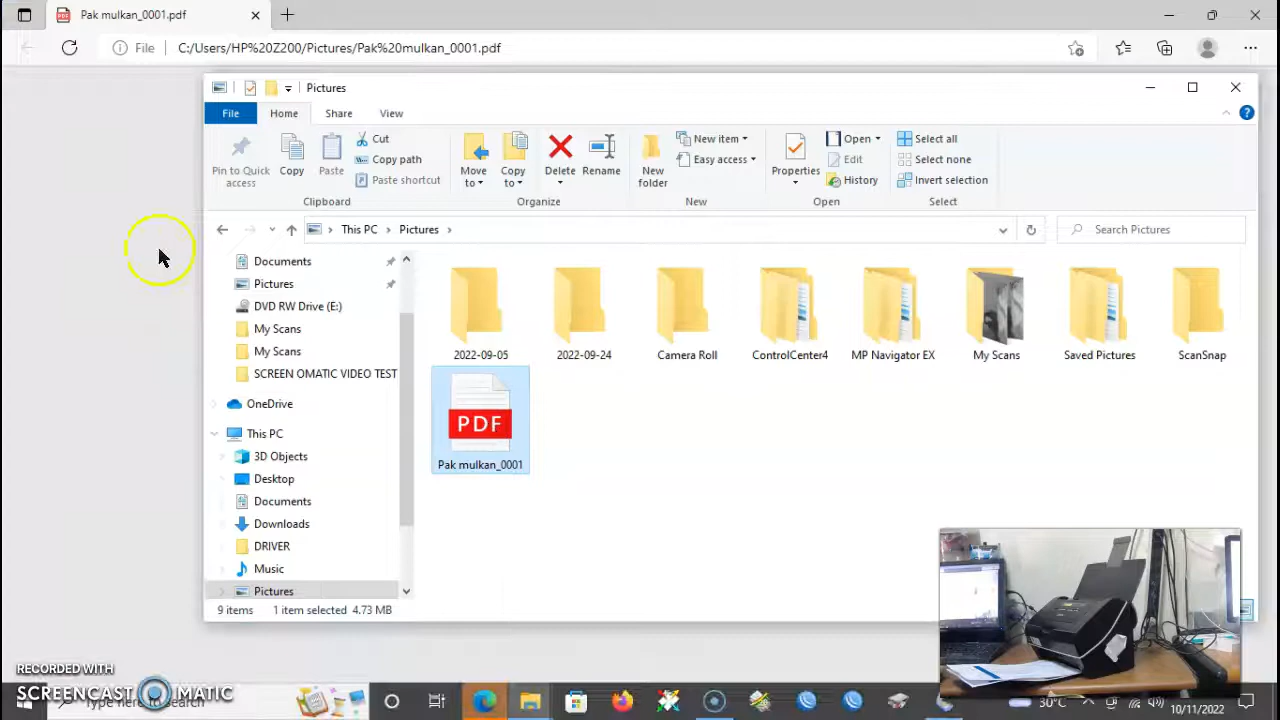 Pak mulkan_0001.pdf
File
C:/Users/HP%20Z200/Pictures/Pak%20mulkan_0001.pdf
Pictures
File
Home
Share
View
Pin to Quick access
Copy
Paste
Cut
Copy path
Paste shortcut
Clipboard
Move to
Copy to
Delete
Rename
Organize
New folder
New item
Easy access
New
Properties
Open
Edit
History
Open
Select all
Select none
Invert selection
Select
This PC
Pictures
Search Pictures
Documents
Pictures
DVD RW Drive (E:)
My Scans
My Scans
SCREEN OMATIC VIDEO TEST
OneDrive
This PC
3D Objects
Desktop
Documents
Downloads
DRIVER
Music
Pictures
2022-09-05
2022-09-24
Camera Roll
ControlCenter4
MP Navigator EX
My Scans
Saved Pictures
ScanSnap
PDF
Pak mulkan_0001
9 items
1 item selected 4.73 MB
RECORDED WITH
SCREENCAST-O-MATIC
Type here to search
30°C
10/11/2022